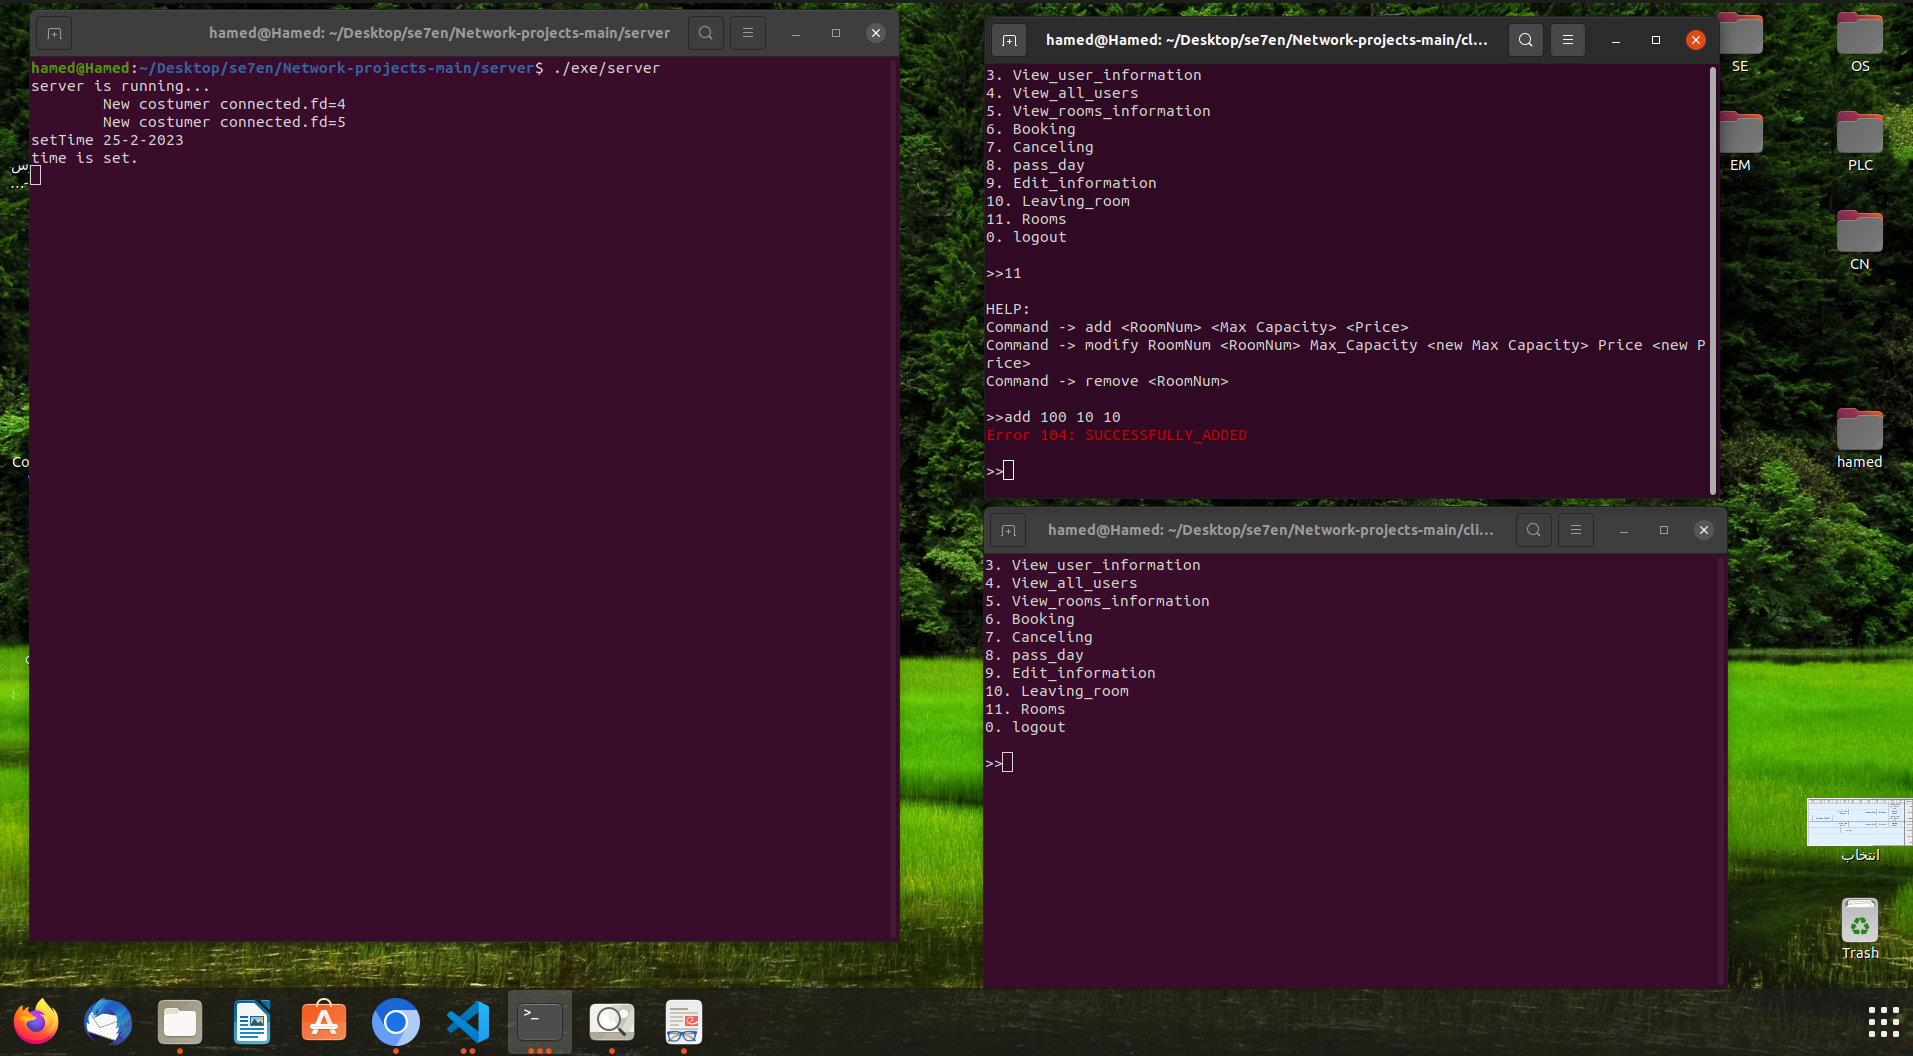 hamed@Hamed: ~/Desktop/se7en/Network-projects-main/server
hamed@Hamed:~/Desktop/se7en/Network-projects-main/server$ ./exe/server
server is running...
New costumer connected.fd=4
New costumer connected.fd=5
setTime 25-2-2023
time is set.
hamed@Hamed: ~/Desktop/se7en/Network-projects-main/cl...
3. View_user_information
4. View_all_users
5. View_rooms_information
6. Booking
7. Canceling
8. pass_day
9. Edit_information
10. Leaving_room
11. Rooms
0. logout
>>11
HELP:
Command -> add <RoomNum> <Max Capacity> <Price>
Command -> modify RoomNum <RoomNum> Max_Capacity <new Max Capacity> Price <new P
rice>
Command -> remove <RoomNum>
>>add 100 10 10
Error 104: SUCCESSFULLY_ADDED
>>
hamed@Hamed: ~/Desktop/se7en/Network-projects-main/cli...
3. View_user_information
4. View_all_users
5. View_rooms_information
6. Booking
7. Canceling
8. pass_day
9. Edit_information
10. Leaving_room
11. Rooms
0. logout
>>
SE
OS
EM
PLC
CN
hamed
انتخاب
Trash
Co